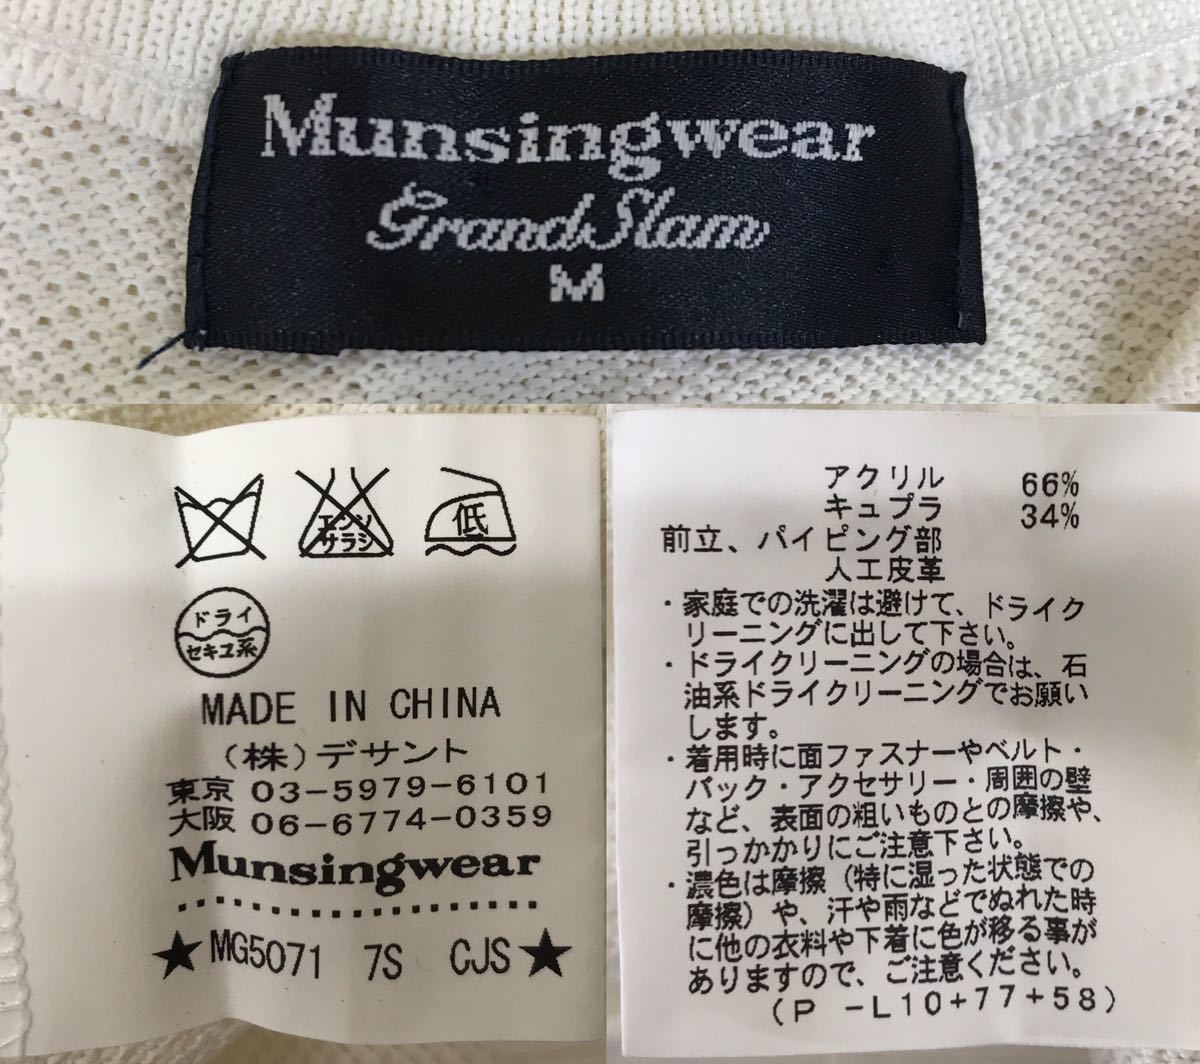 Munsingwear
Grand Slam
M
エンソ
サラシ
低
ドライ
セキユ系
MADE IN CHINA
(株)デサント
東京 03-5979-6101
大阪 06-6774-0359
Munsingwear
★MG5071 7S CJS★
アクリル 66%
キュプラ 34%
前立、パイピング部
人工皮革
・家庭での洗濯は避けて、ドライク
リーニングに出して下さい。
・ドライクリーニングの場合は、石
油系ドライクリーニングでお願い
します。
・着用時に面ファスナーやベルト・
バック・アクセサリー・周囲の壁
など、表面の粗いものとの摩擦や、
引っかかりにご注意下さい。
・濃色は摩擦(特に湿った状態での
摩擦)や、汗や雨などでぬれた時
に他の衣料や下着に色が移る事が
ありますので、ご注意ください。
(P -L10+77+58)